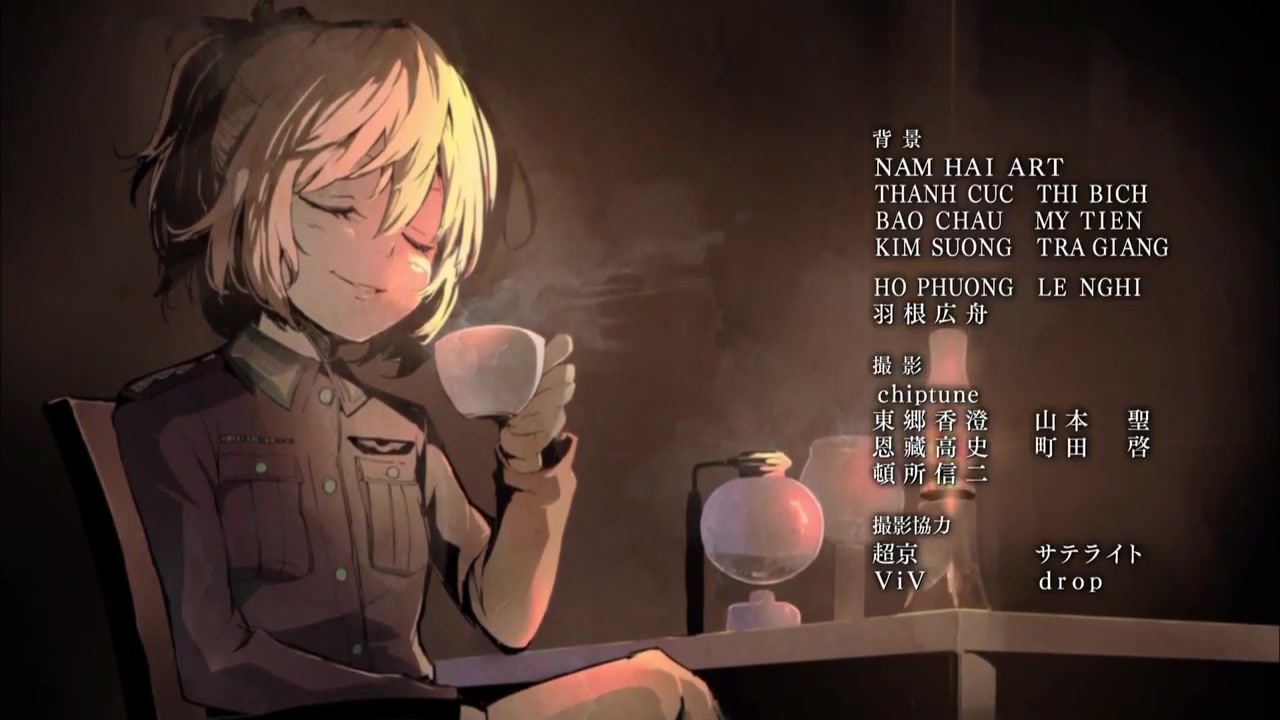 背景
NAM HAI ART
THANH CUC THI BICH
BAO CHAU MY TIEN
KIM SUONG TRA GIANG
HO PHUONG LE NGHI
羽根広舟
撮影
chiptune
東郷香澄 山本 聖
恩藏高史 町田 啓
頓所信二
撮影協力
超京 サテライト
ViV drop